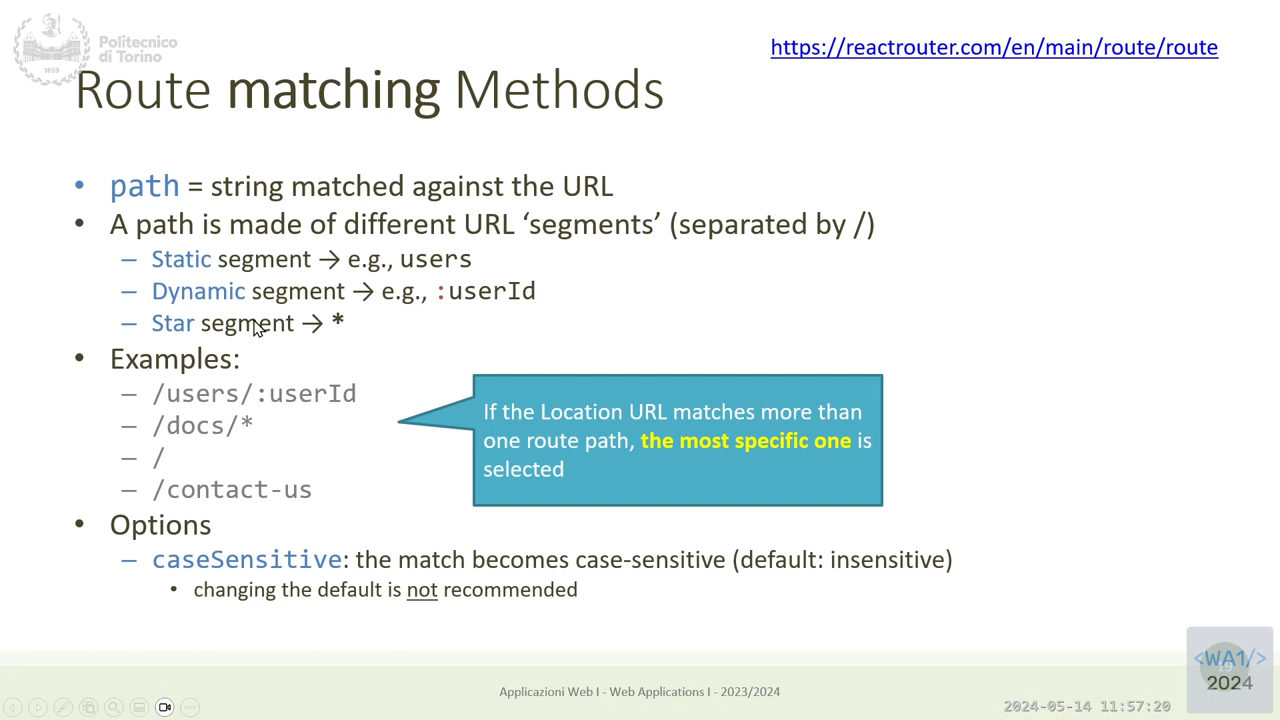 Politecnico
di Torino
1859
https://reactrouter.com/en/main/route/route
Route matching Methods
• path = string matched against the URL
• A path is made of different URL ‘segments’ (separated by /)
– Static segment → e.g., users
– Dynamic segment → e.g., :userId
– Star segment → *
• Examples:
– /users/:userId
– /docs/*
– /
– /contact-us
If the Location URL matches more than
one route path, the most specific one is
selected
• Options
– caseSensitive: the match becomes case-sensitive (default: insensitive)
• changing the default is not recommended
Applicazioni Web I - Web Applications I - 2023/2024
<WA1/>
2024
2024-05-14 11:57:20